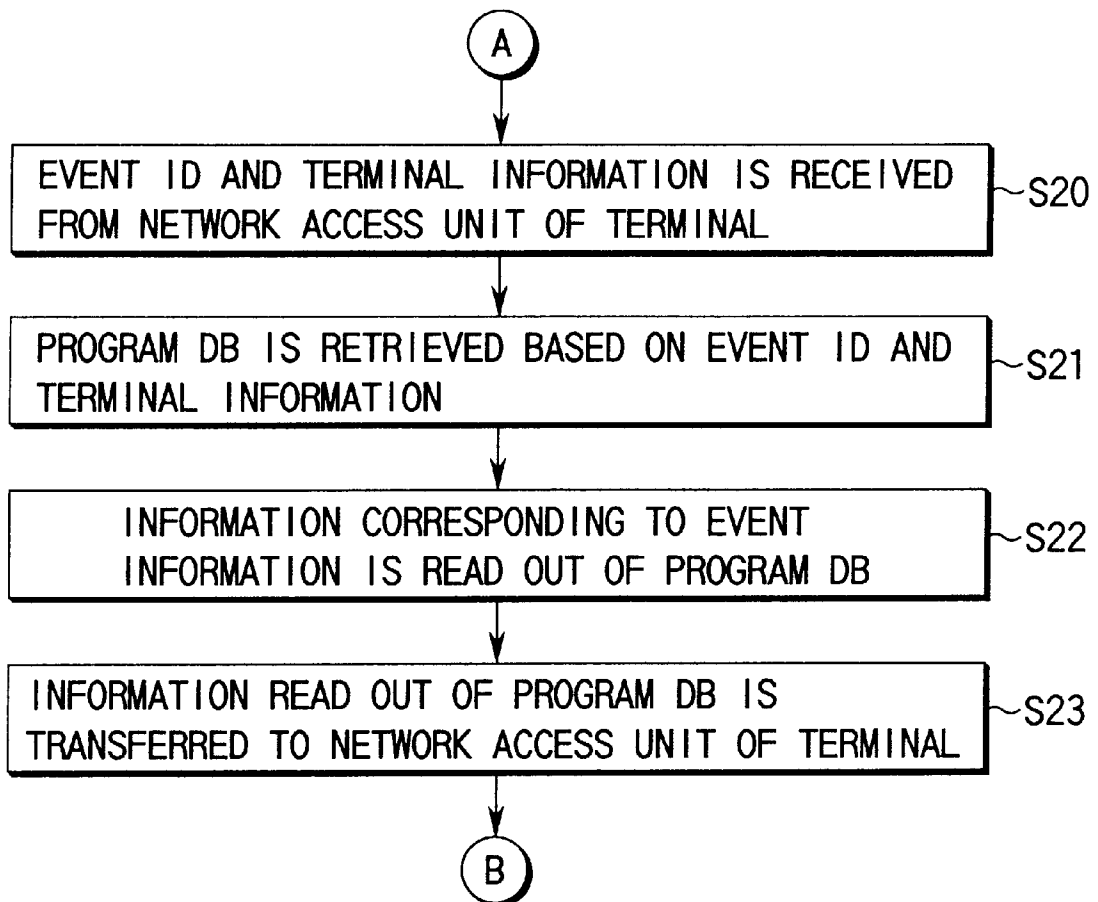 A
EVENT ID AND TERMINAL INFORMATION IS RECEIVED
FROM NETWORK ACCESS UNIT OF TERMINAL
S20
PROGRAM DB IS RETRIEVED BASED ON EVENT ID AND
TERMINAL INFORMATION
S21
INFORMATION CORRESPONDING TO EVENT
INFORMATION IS READ OUT OF PROGRAM DB
S22
INFORMATION READ OUT OF PROGRAM DB IS
TRANSFERRED TO NETWORK ACCESS UNIT OF TERMINAL
S23
B